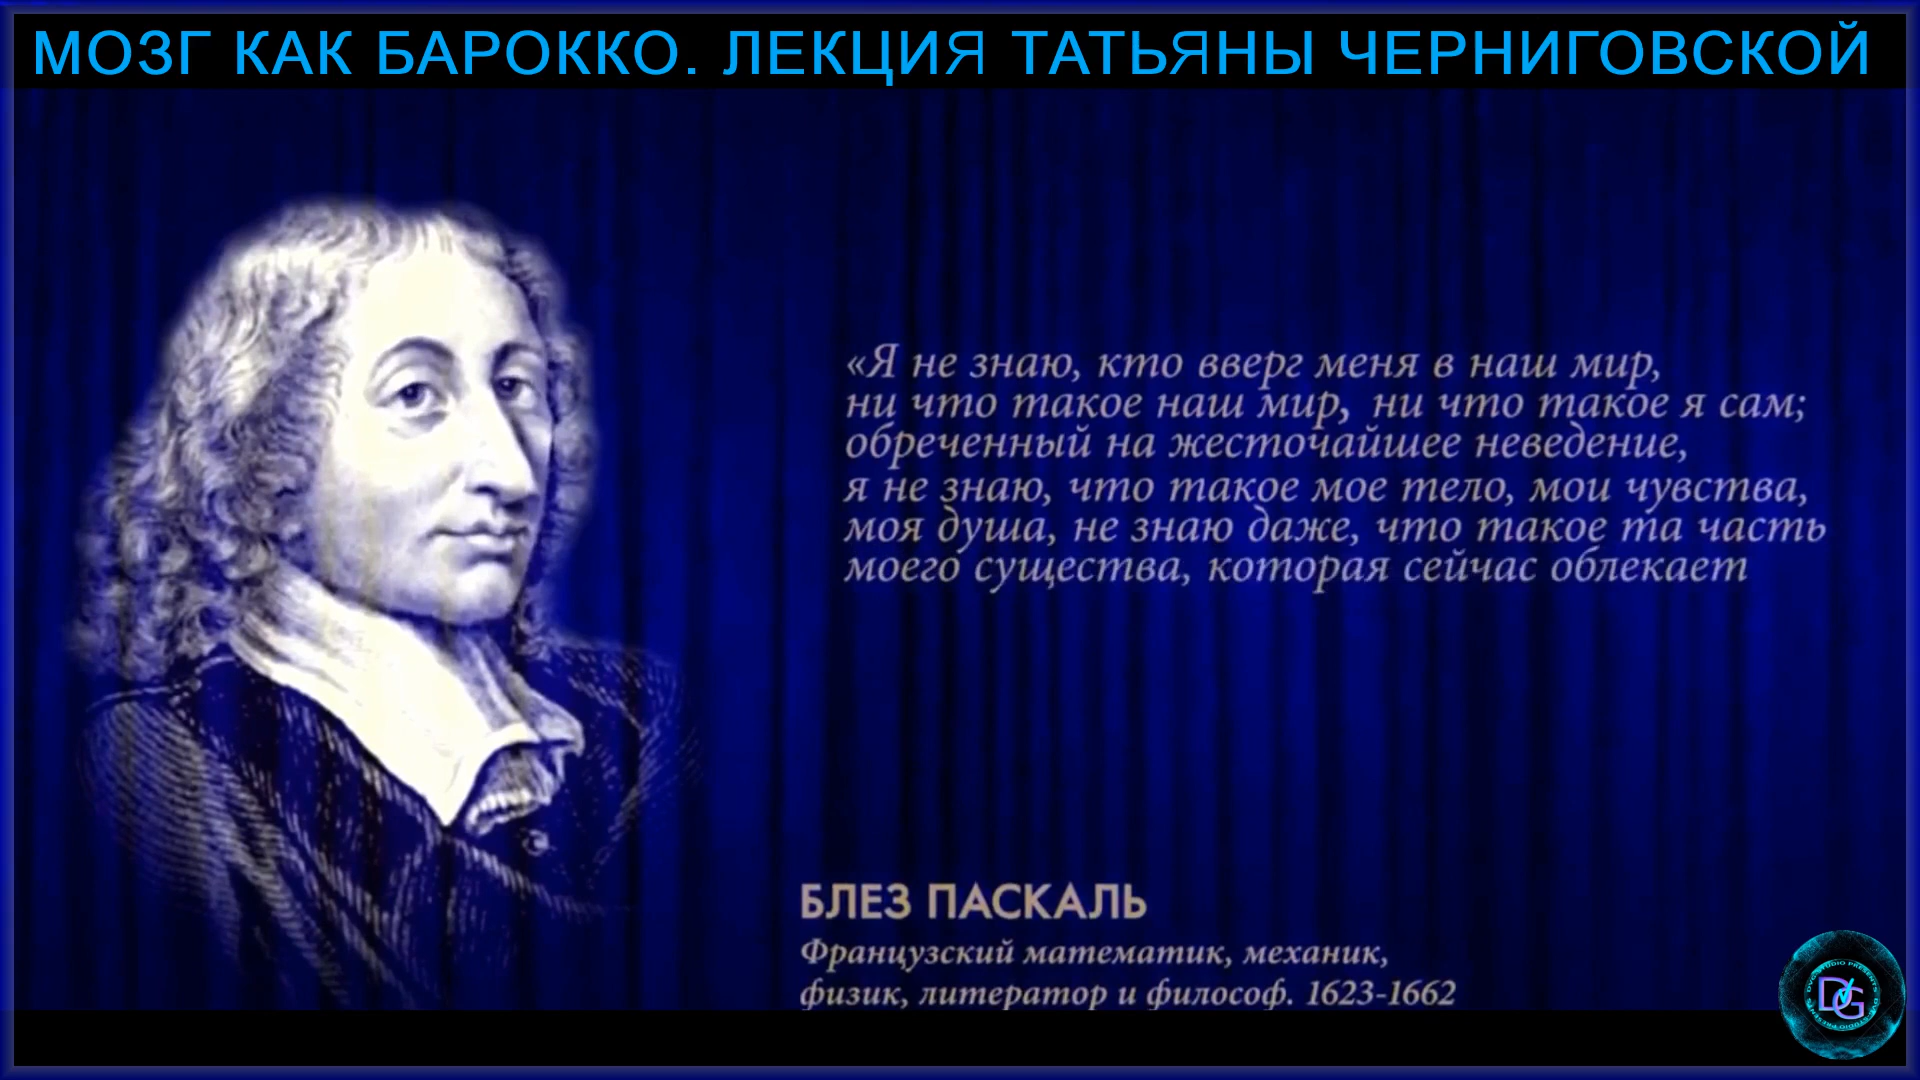 МОЗГ КАК БАРОККО. ЛЕКЦИЯ ТАТЬЯНЫ ЧЕРНИГОВСКОЙ
«Я не знаю, кто вверг меня в наш мир,
ни что такое наш мир, ни что такое я сам;
обреченный на жесточайшее неведение,
я не знаю, что такое мое тело, мои чувства,
моя душа, не знаю даже, что такое та часть
моего существа, которая сейчас облекает
БЛЕЗ ПАСКАЛЬ
Французский математик, механик,
физик, литератор и философ. 1623-1662